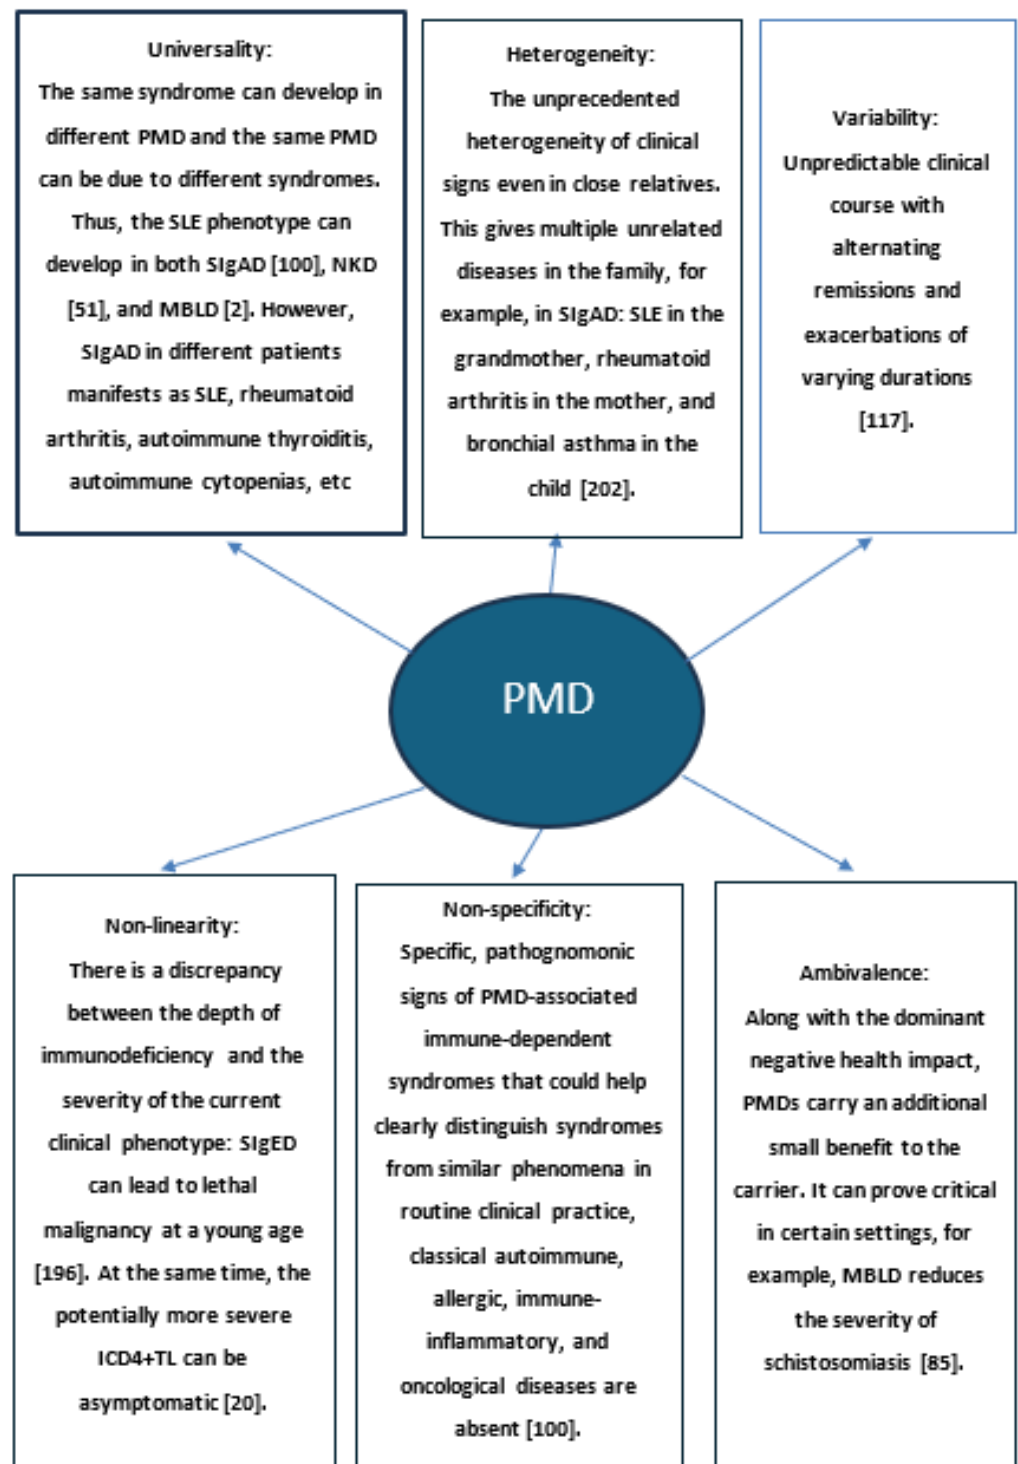 Universality:
The same syndrome can develop in
different PMD and the same PMD
can be due to different syndromes.
Thus, the SLE phenotype can
develop in both SIgAD [100], NKD
[51], and MBLD [2]. However,
SIgAD in different patients
manifests as SLE, rheumatoid
arthritis, autoimmune thyroiditis,
autoimmune cytopenias, etc
Heterogeneity:
The unprecedented
heterogeneity of clinical
signs even in close relatives.
This gives multiple unrelated
diseases in the family, for
example, in SIgAD: SLE in the
grandmother, rheumatoid
arthritis in the mother, and
bronchial asthma in the
child [202].
Variability:
Unpredictable clinical
course with
alternating
remissions and
exacerbations of
varying durations
[117].
PMD
Non-linearity:
There is a discrepancy
between the depth of
immunodeficiency and the
severity of the current
clinical phenotype: SIgED
can lead to lethal
malignancy at a young age
[196]. At the same time, the
potentially more severe
ICD4+TL can be
asymptomatic [20].
Non-specificity:
Specific, pathognomonic
signs of PMD-associated
immune-dependent
syndromes that could help
clearly distinguish syndromes
from similar phenomena in
routine clinical practice,
classical autoimmune,
allergic, immune-
inflammatory, and
oncological diseases are
absent [100].
Ambivalence:
Along with the dominant
negative health impact,
PMDs carry an additional
small benefit to the
carrier. It can prove critical
in certain settings, for
example, MBLD reduces
the severity of
schistosomiasis [85].